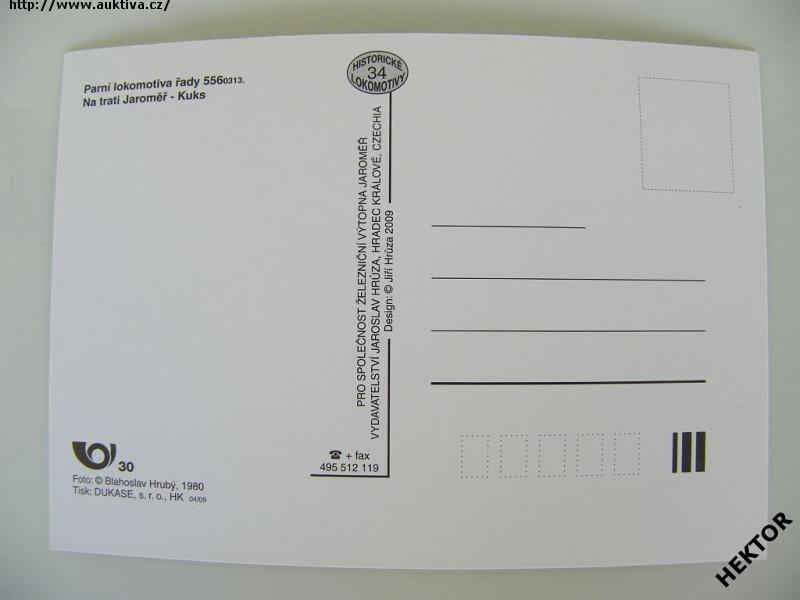 http://www.auktiva.cz/
Parní lokomotiva řady 5560313.
Na trati Jaroměř - Kuks
HISTORICKÉ
34
LOKOMOTIVY
PRO SPOLEČNOST ŽELEZNIČNÍ VÝTOPNA JAROMĚŘ
VYDAVATELSTVÍ JAROSLAV HRŮZA, HRADEC KRÁLOVÉ, CZECHIA
Design: © Jiří Hrůza 2009
☎ + fax
495 512 119
30
Foto: © Blahoslav Hrubý, 1980
Tisk: DUKASE, s. r. o., HK 04/09
HEKTOR